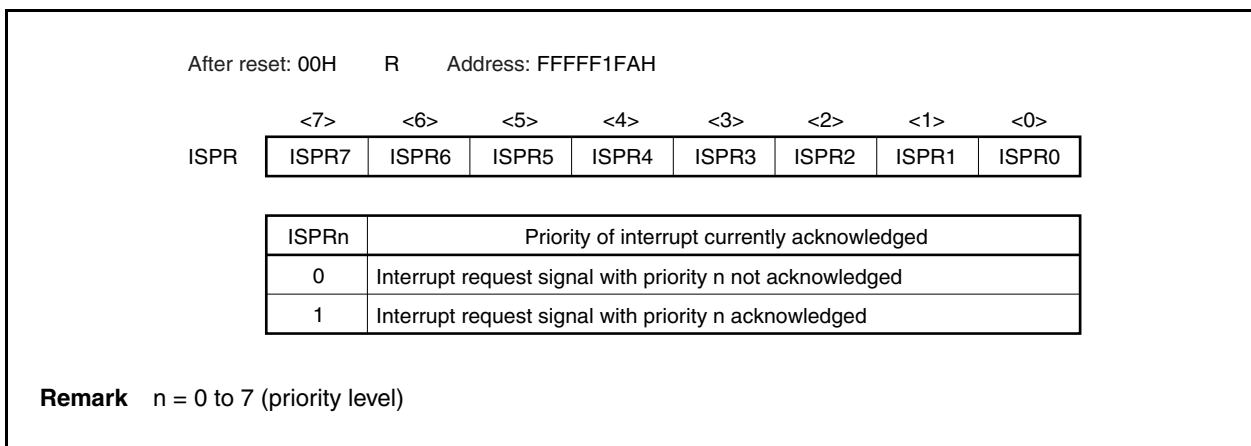 After reset: 00H R Address: FFFFF1FAH
<7> <6> <5> <4> <3> <2> <1> <0>
ISPR ISPR7 ISPR6 ISPR5 ISPR4 ISPR3 ISPR2 ISPR1 ISPR0
ISPRn Priority of interrupt currently acknowledged
0 Interrupt request signal with priority n not acknowledged
1 Interrupt request signal with priority n acknowledged
Remark n = 0 to 7 (priority level)